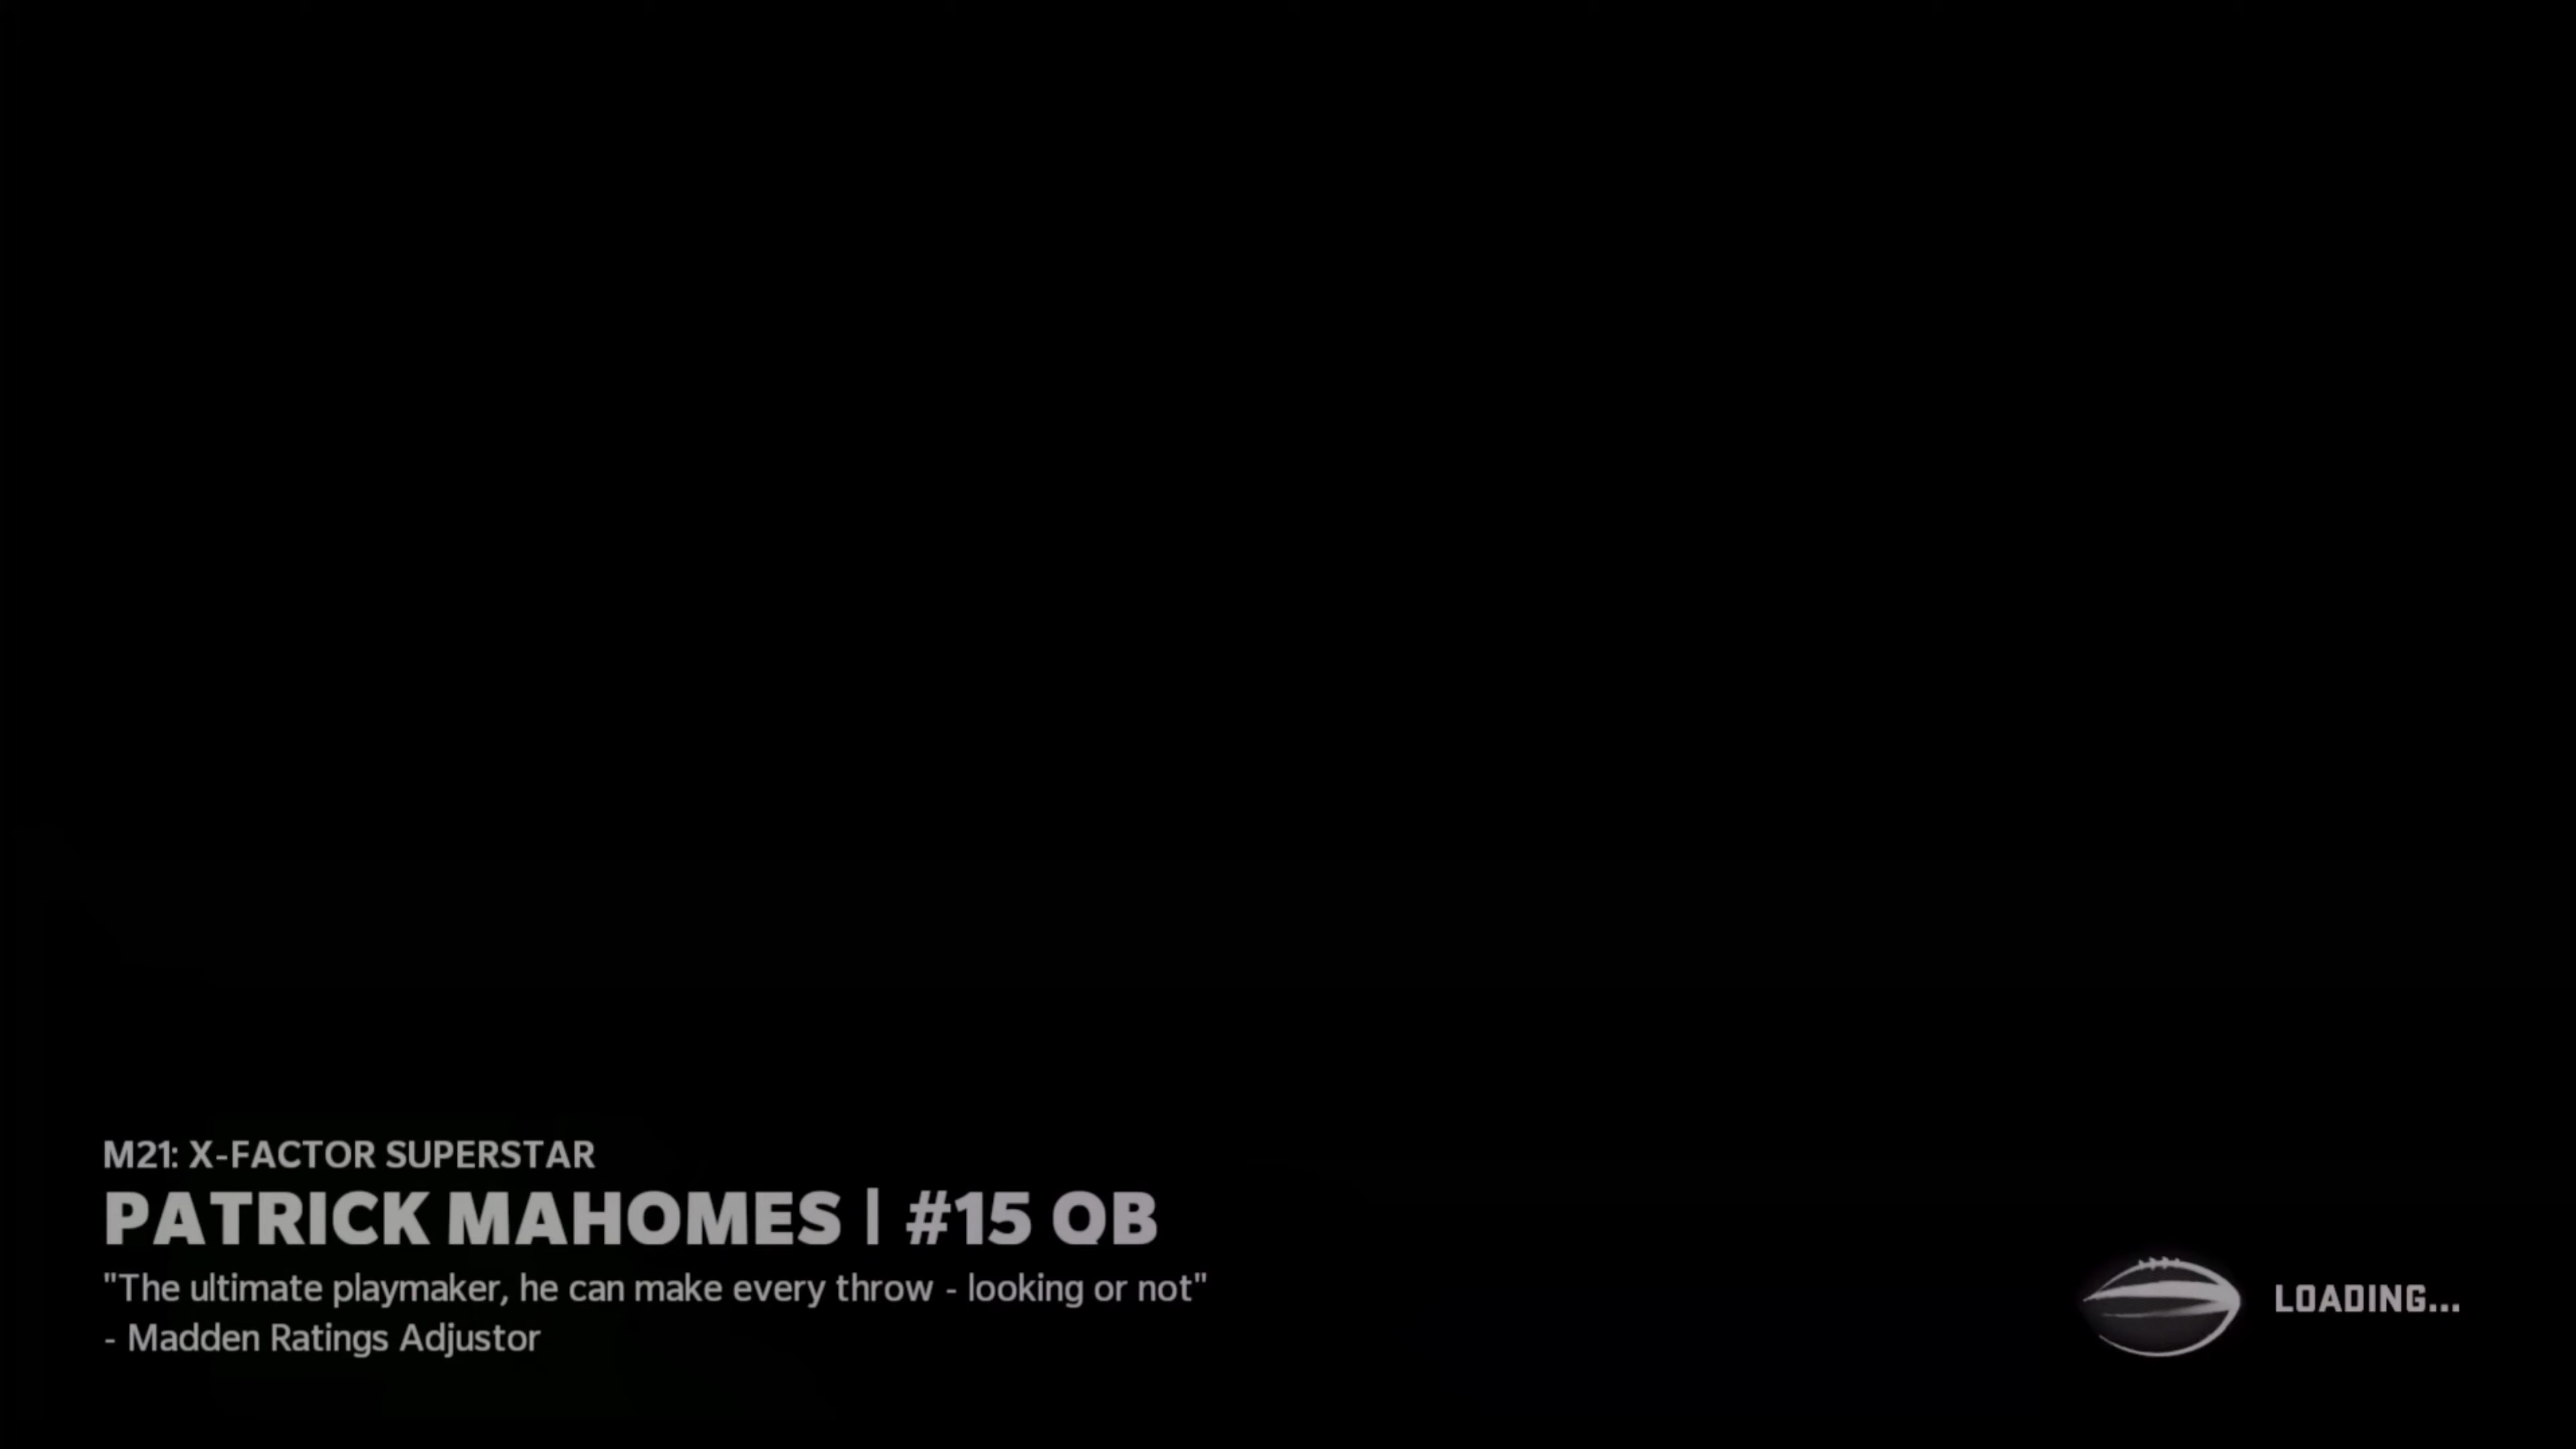 M21: X-FACTOR SUPERSTAR
PATRICK MAHOMES | #15 QB
"The ultimate playmaker, he can make every throw - looking or not"
- Madden Ratings Adjustor
LOADING...